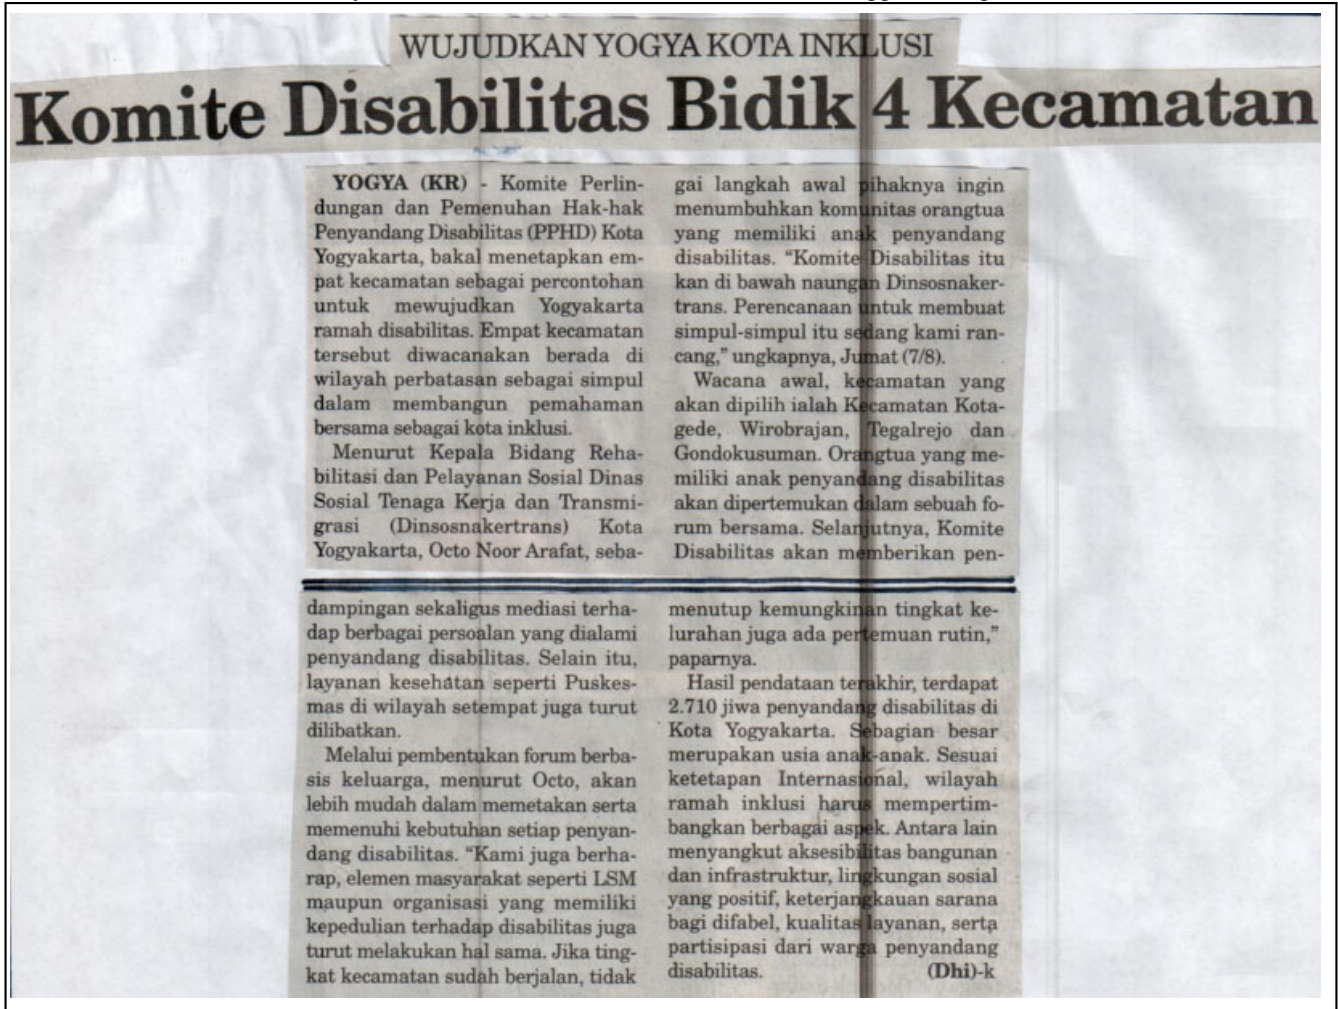 WUJUDKAN YOGYA KOTA INKLUSI
Komite Disabilitas Bidik 4 Kecamatan
YOGYA (KR) - Komite Perlin-
dungan dan Pemenuhan Hak-hak
Penyandang Disabilitas (PPHD) Kota
Yogyakarta, bakal menetapkan em-
pat kecamatan sebagai percontohan
untuk mewujudkan Yogyakarta
ramah disabilitas. Empat kecamatan
tersebut diwacanakan berada di
wilayah perbatasan sebagai simpul
dalam membangun pemahaman
bersama sebagai kota inklusi.
Menurut Kepala Bidang Reha-
bilitasi dan Pelayanan Sosial Dinas
Sosial Tenaga Kerja dan Transmi-
grasi (Dinsosnakertrans) Kota
Yogyakarta, Octo Noor Arafat, seba-
gai langkah awal pihaknya ingin
menumbuhkan komunitas orangtua
yang memiliki anak penyandang
disabilitas. “Komite Disabilitas itu
kan di bawah naungan Dinsosnaker-
trans. Perencanaan untuk membuat
simpul-simpul itu sedang kami ran-
cang,” ungkapnya, Jumat (7/8).
Wacana awal, kecamatan yang
akan dipilih ialah Kecamatan Kota-
gede, Wirobrajan, Tegalrejo dan
Gondokusuman. Orangtua yang me-
miliki anak penyandang disabilitas
akan dipertemukan dalam sebuah fo-
rum bersama. Selanjutnya, Komite
Disabilitas akan memberikan pen-
dampingan sekaligus mediasi terha-
dap berbagai persoalan yang dialami
penyandang disabilitas. Selain itu,
layanan kesehatan seperti Puskes-
mas di wilayah setempat juga turut
dilibatkan.
Melalui pembentukan forum berba-
sis keluarga, menurut Octo, akan
lebih mudah dalam memetakan serta
memenuhi kebutuhan setiap penyan-
dang disabilitas. “Kami juga berha-
rap, elemen masyarakat seperti LSM
maupun organisasi yang memiliki
kepedulian terhadap disabilitas juga
turut melakukan hal sama. Jika ting-
kat kecamatan sudah berjalan, tidak
menutup kemungkinan tingkat ke-
lurahan juga ada pertemuan rutin,”
paparnya.
Hasil pendataan terakhir, terdapat
2.710 jiwa penyandang disabilitas di
Kota Yogyakarta. Sebagian besar
merupakan usia anak-anak. Sesuai
ketetapan Internasional, wilayah
ramah inklusi harus mempertim-
bangkan berbagai aspek. Antara lain
menyangkut aksesibilitas bangunan
dan infrastruktur, lingkungan sosial
yang positif, keterjangkauan sarana
bagi difabel, kualitas layanan, serta
partisipasi dari warga penyandang
disabilitas. (Dhi)-k